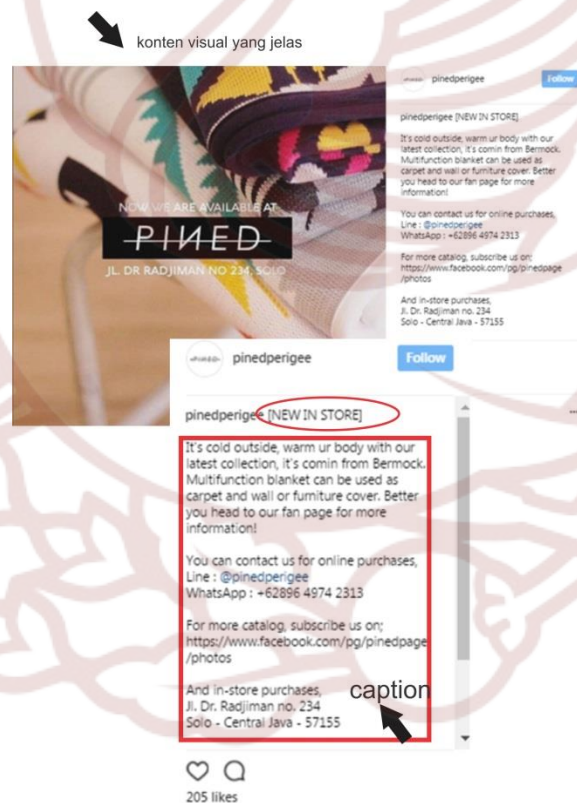 konten visual yang jelas
NOW, WE ARE AVAILABLE AT
PINED
JL. DR RADJIMAN NO 234, SOLO
PINED
pinedperigee
Follow
pinedperigee [NEW IN STORE]
It's cold outside, warm ur body with our
latest collection, it's comin from Bermock.
Multifunction blanket can be used as
carpet and wall or furniture cover. Better
you head to our fan page for more
information!
You can contact us for online purchases,
Line : @pinedperigee
WhatsApp : +62896 4974 2313
For more catalog, subscribe us on;
https://www.facebook.com/pg/pinedpage
/photos
And in-store purchases,
Jl. Dr. Radjiman no. 234
Solo - Central Java - 57155
PINED
pinedperigee
Follow
pinedperigee [NEW IN STORE]
It's cold outside, warm ur body with our
latest collection, it's comin from Bermock.
Multifunction blanket can be used as
carpet and wall or furniture cover. Better
you head to our fan page for more
information!
You can contact us for online purchases,
Line : @pinedperigee
WhatsApp : +62896 4974 2313
For more catalog, subscribe us on;
https://www.facebook.com/pg/pinedpage
/photos
And in-store purchases,
Jl. Dr. Radjiman no. 234
Solo - Central Java - 57155
caption
205 likes